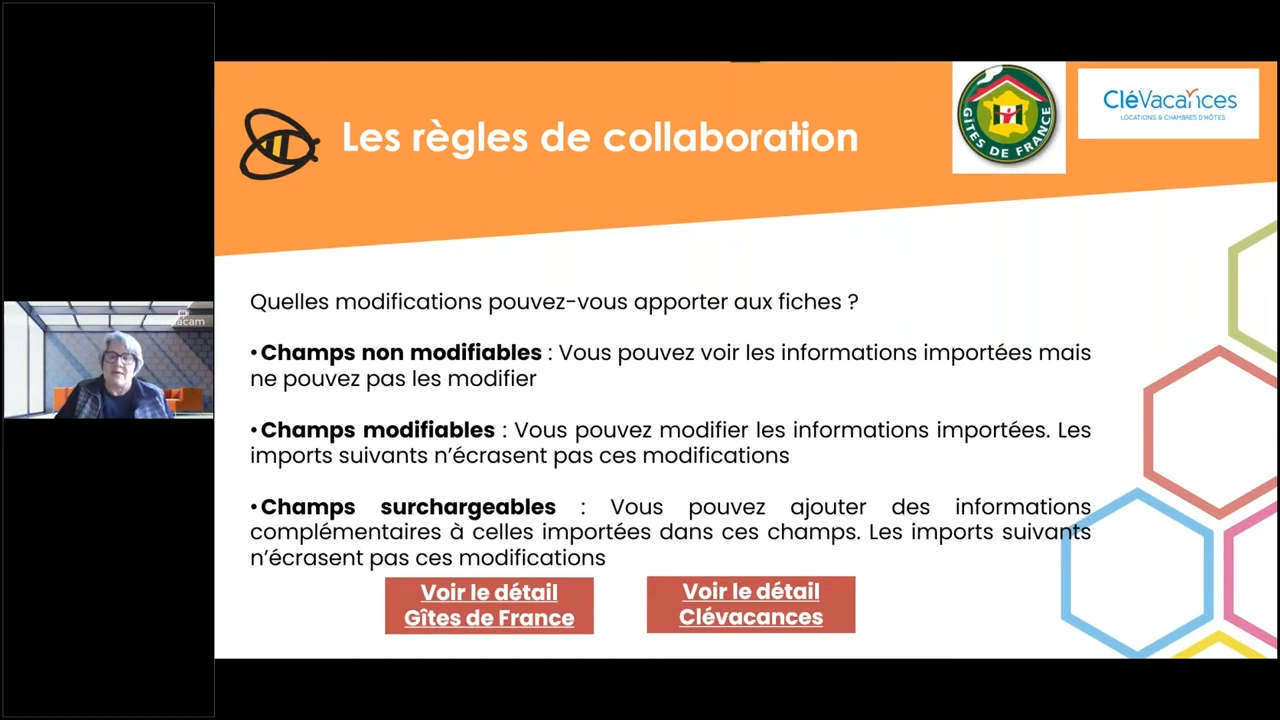 Les règles de collaboration
GÎTES DE FRANCE
CléVacances
LOCATIONS & CHAMBRES D'HÔTES
Quelles modifications pouvez-vous apporter aux fiches ?
•Champs non modifiables : Vous pouvez voir les informations importées mais
ne pouvez pas les modifier
•Champs modifiables : Vous pouvez modifier les informations importées. Les
imports suivants n'écrasent pas ces modifications
•Champs surchargeables : Vous pouvez ajouter des informations
complémentaires à celles importées dans ces champs. Les imports suivants
n'écrasent pas ces modifications
Voir le détail
Gîtes de France
Voir le détail
Clévacances